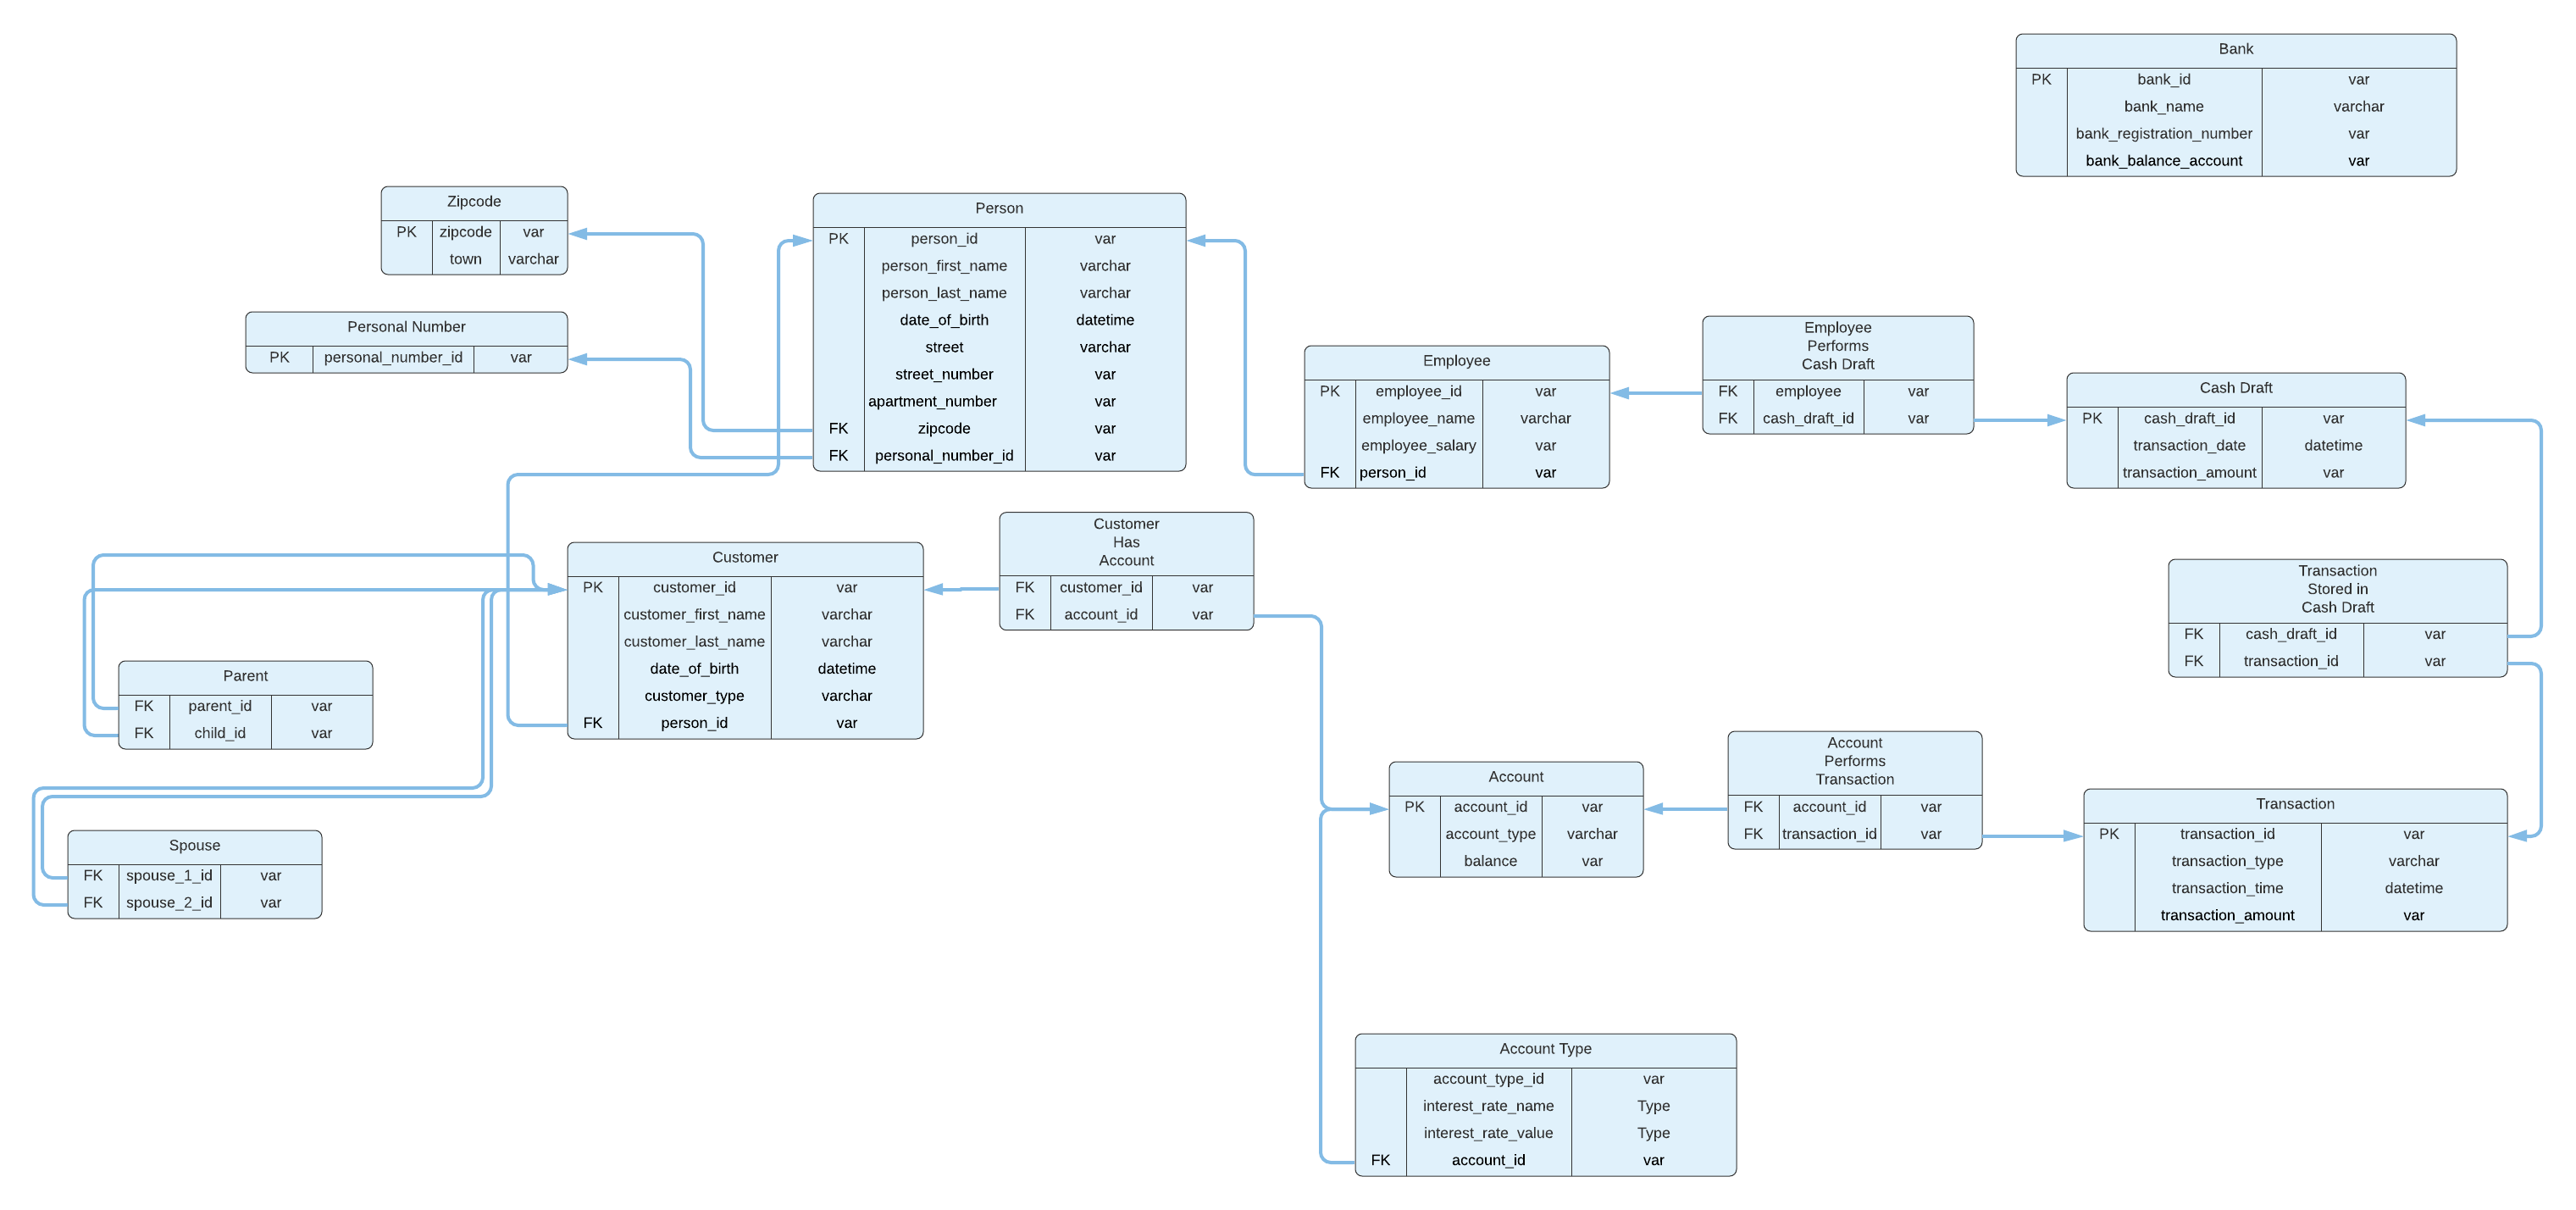 Bank
PK bank_id var
bank_name varchar
bank_registration_number var
bank_balance_account var
Zipcode
PK zipcode var
town varchar
Person
PK person_id var
person_first_name varchar
person_last_name varchar
date_of_birth datetime
street varchar
street_number var
apartment_number var
FK zipcode var
FK personal_number_id var
Personal Number
PK personal_number_id var
Employee
PK employee_id var
employee_name varchar
employee_salary var
FK person_id var
Employee
Performs
Cash Draft
FK employee var
FK cash_draft_id var
Cash Draft
PK cash_draft_id var
transaction_date datetime
transaction_amount var
Customer
PK customer_id var
customer_first_name varchar
customer_last_name varchar
date_of_birth datetime
customer_type varchar
FK person_id var
Customer
Has
Account
FK customer_id var
FK account_id var
Transaction
Stored in
Cash Draft
FK cash_draft_id var
FK transaction_id var
Parent
FK parent_id var
FK child_id var
Account
PK account_id var
account_type varchar
balance var
Account
Performs
Transaction
FK account_id var
FK transaction_id var
Transaction
PK transaction_id var
transaction_type varchar
transaction_time datetime
transaction_amount var
Spouse
FK spouse_1_id var
FK spouse_2_id var
Account Type
account_type_id var
interest_rate_name Type
interest_rate_value Type
FK account_id var